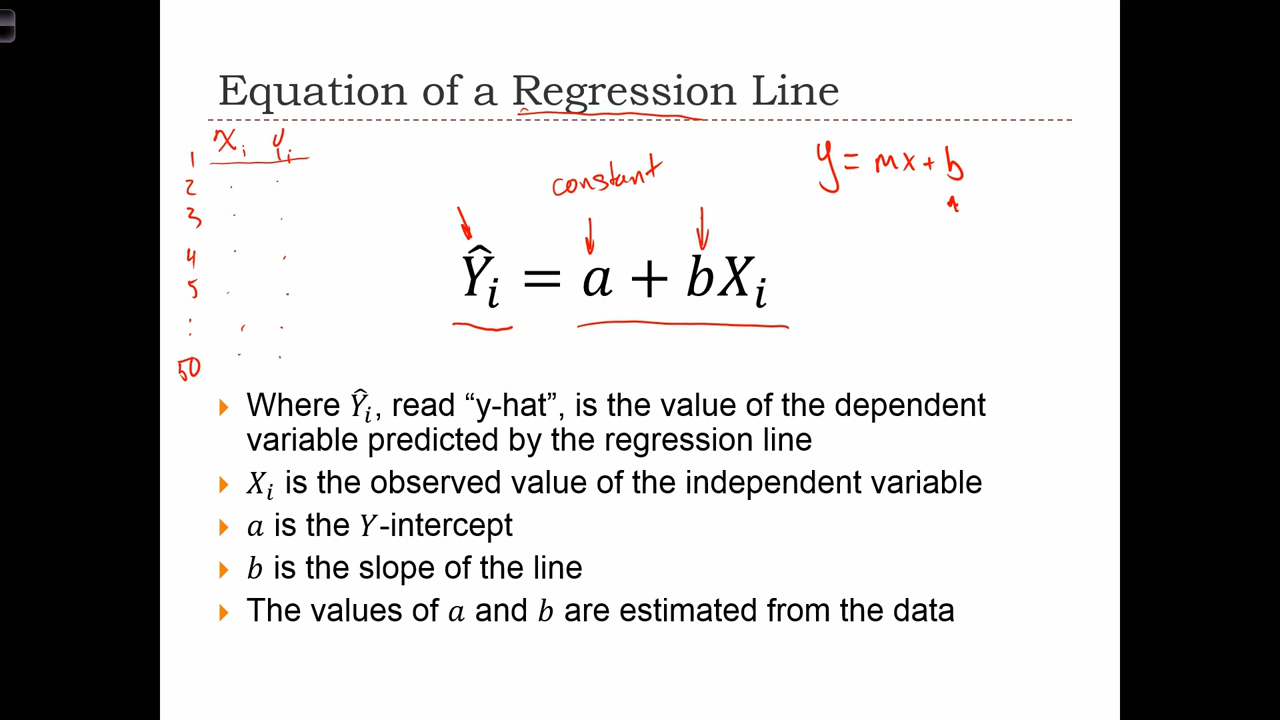 Equation of a Regression Line
Xi Yi
1
2
3
4
5
:
50
constant
y = mx + b
Ŷᵢ = a + bXᵢ
Where Ŷᵢ, read “y-hat”, is the value of the dependent
variable predicted by the regression line
Xᵢ is the observed value of the independent variable
a is the Y-intercept
b is the slope of the line
The values of a and b are estimated from the data